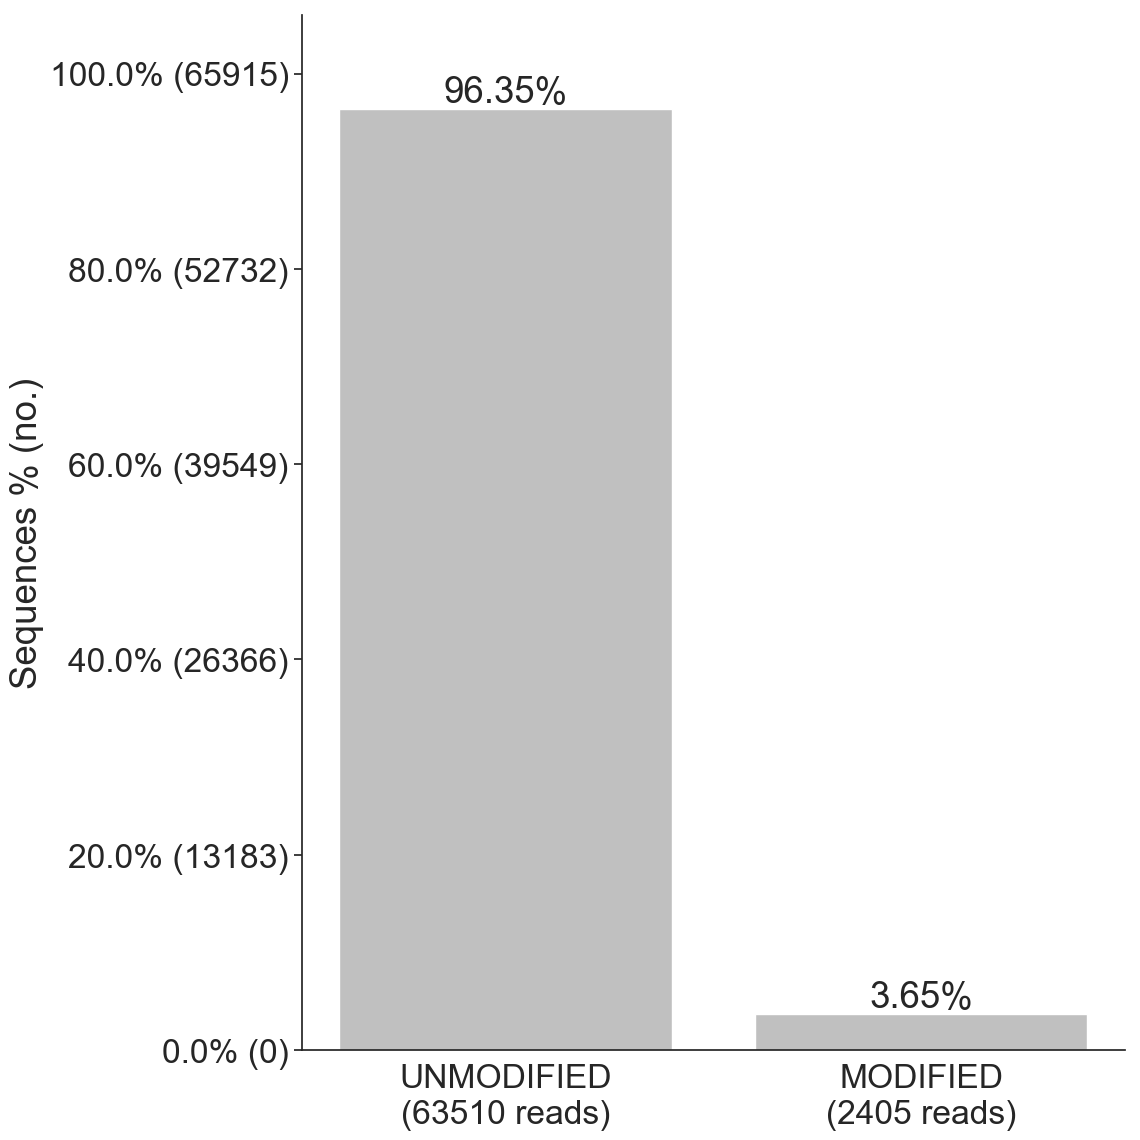 100.0% (65915)
96.35%
80.0% (52732)
60.0% (39549)
Sequences % (no.)
40.0% (26366)
20.0% (13183)
3.65%
0.0% (0)
UNMODIFIED
(63510 reads)
MODIFIED
(2405 reads)